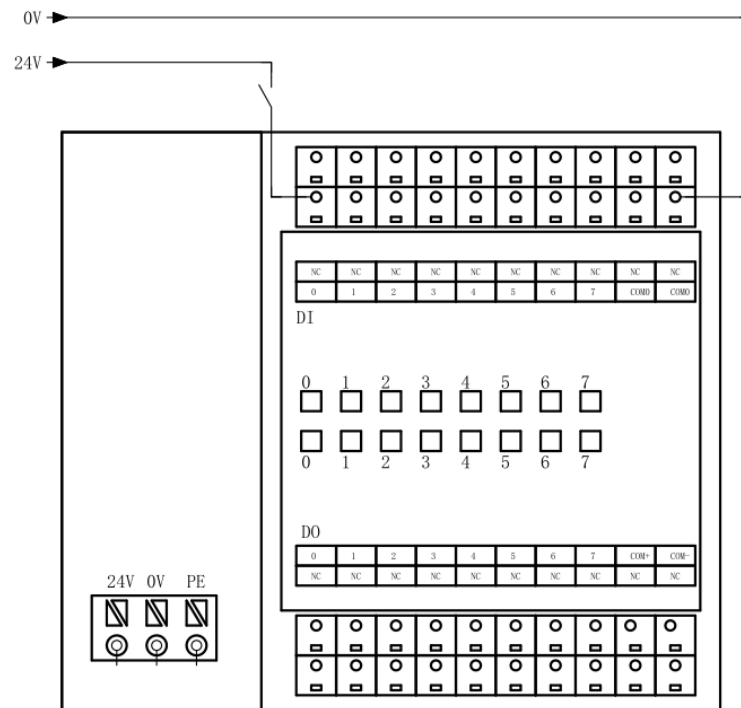 0V
24V
NC NC NC NC NC NC NC NC NC NC
0 1 2 3 4 5 6 7 COM0 COM0
DI
0 1 2 3 4 5 6 7
0 1 2 3 4 5 6 7
DO
0 1 2 3 4 5 6 7 COM+ COM-
NC NC NC NC NC NC NC NC NC NC
24V 0V PE